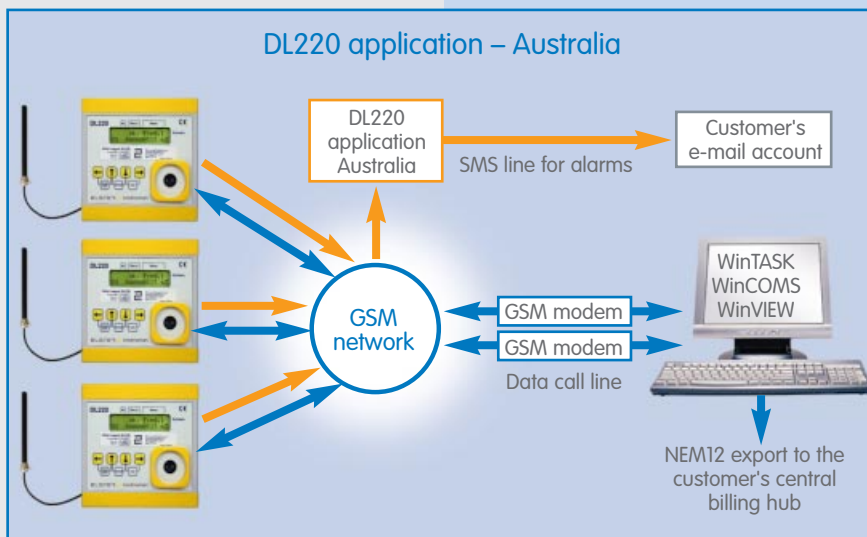 DL220 application – Australia
DL220
DL220
application
Australia
SMS line for alarms
Customer's
e-mail account
DL220
GSM
network
GSM modem
GSM modem
Data call line
WinTASK
WinCOMS
WinVIEW
DL220
NEM12 export to the
customer's central
billing hub